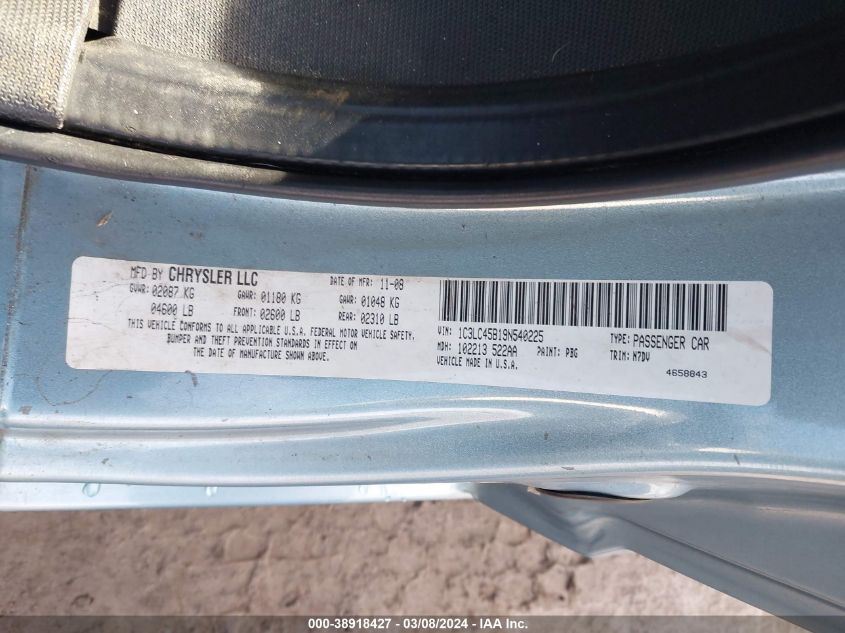 MFD BY CHRYSLER LLC DATE OF MFR: 11-08
GVWR: 02087 KG GAWR: 01180 KG GAWR: 01048 KG
04600 LB FRONT: 02600 LB REAR: 02310 LB
THIS VEHICLE CONFORMS TO ALL APPLICABLE U.S.A. FEDERAL MOTOR VEHICLE SAFETY,
BUMPER AND THEFT PREVENTION STANDARDS IN EFFECT ON
THE DATE OF MANUFACTURE SHOWN ABOVE.
VIN: 1C3LC45B19N540225 TYPE: PASSENGER CAR
MDH: 102213 522AA PAINT: PBG TRIM: N7DV
VEHICLE MADE IN U.S.A. 4658843
000-38918427 - 03/08/2024 - IAA Inc.